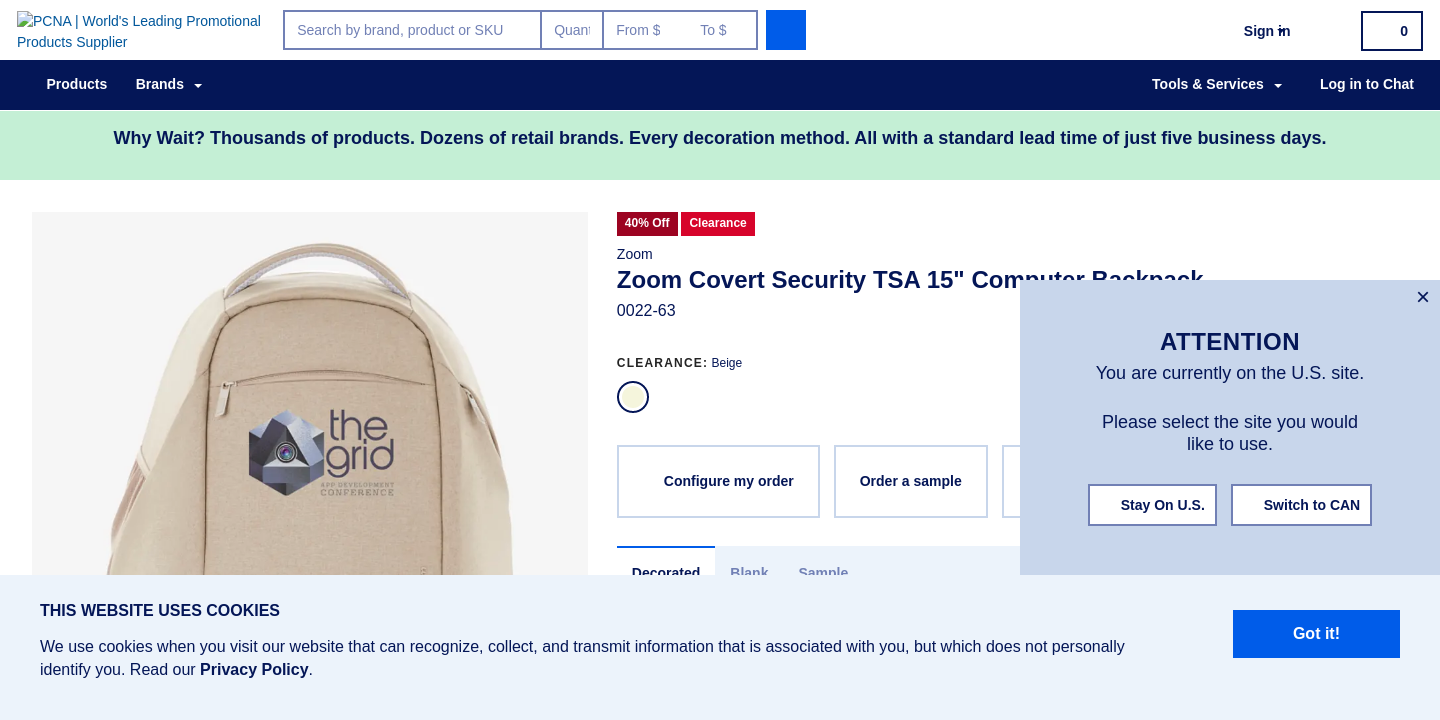 PCNA | World's Leading Promotional
Products Supplier
Search by brand, product or SKU
Quant
From $
To $
Sign in
0
Products
Brands
Tools & Services
Log in to Chat
Why Wait? Thousands of products. Dozens of retail brands. Every decoration method. All with a standard lead time of just five business days.
40% Off
Clearance
Zoom
Zoom Covert Security TSA 15" Computer Backpack
0022-63
CLEARANCE: Beige
the
grid
APP DEVELOPMENT
CONFERENCE
Configure my order
Order a sample
Decorated
Blank
Sample
×
ATTENTION
You are currently on the U.S. site.
Please select the site you would
like to use.
Stay On U.S.
Switch to CAN
THIS WEBSITE USES COOKIES
We use cookies when you visit our website that can recognize, collect, and transmit information that is associated with you, but which does not personally
identify you. Read our Privacy Policy.
Got it!